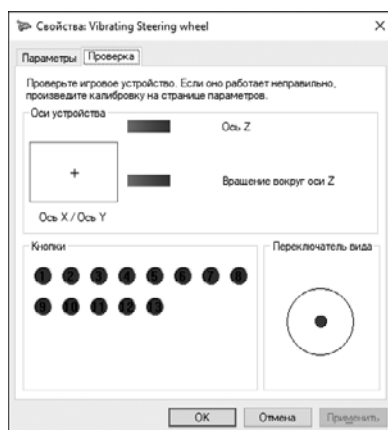 Свойства: Vibrating Steering wheel
Параметры Проверка
Проверьте игровое устройство. Если оно работает неправильно,
произведите калибровку на странице параметров.
Оси устройства
Ось Z
Вращение вокруг оси Z
Ось X / Ось Y
Кнопки
Переключатель вида
1 2 3 4 5 6 7 8
9 10 11 12 13
OK Отмена Применить